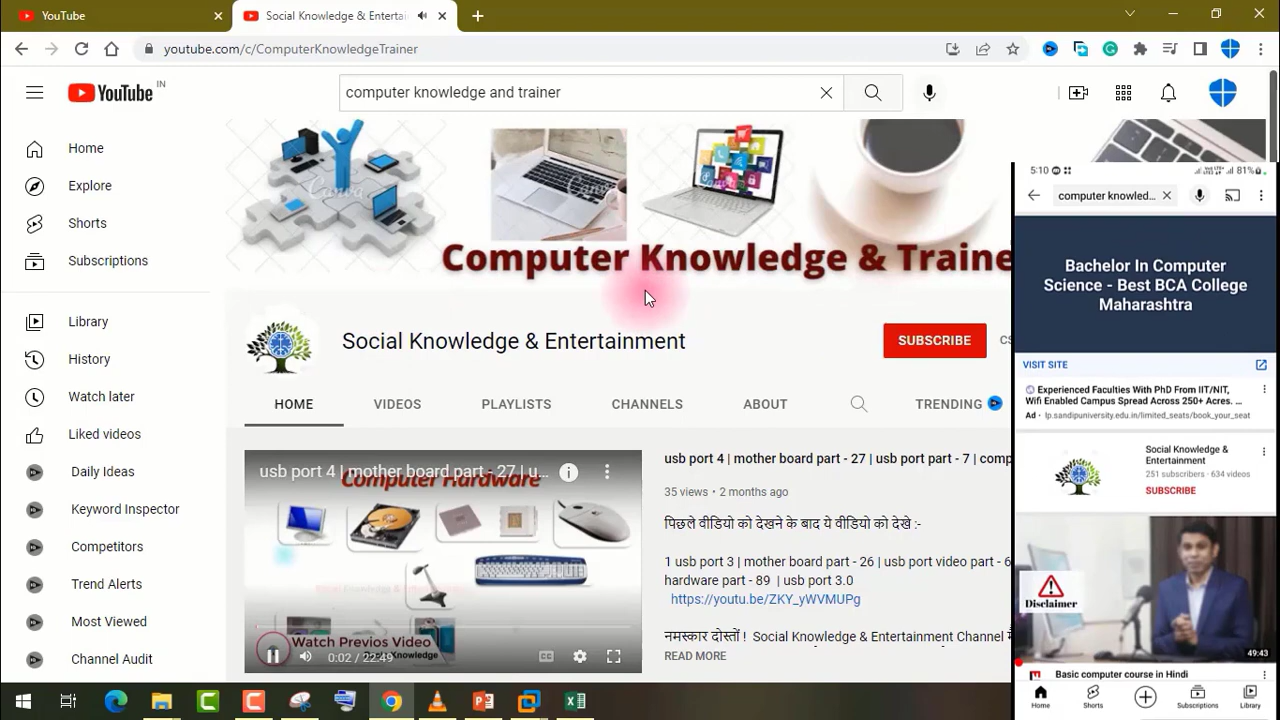 YouTube
Social Knowledge & Enterta
youtube.com/c/ComputerKnowledgeTrainer
YouTube IN
computer knowledge and trainer
Home
Explore
Shorts
Subscriptions
Library
History
Watch later
Liked videos
Daily Ideas
Keyword Inspector
Competitors
Trend Alerts
Most Viewed
Channel Audit
Computer Knowledge & Traine
Social Knowledge & Entertainment
SUBSCRIBE
HOME VIDEOS PLAYLISTS CHANNELS ABOUT TRENDING
usb port 4 | mother board part - 27 | u...
Computer Hardware
Watch Previos Video
0:02 / 22:49
usb port 4 | mother board part - 27 | usb port part - 7 | comp
35 views • 2 months ago
पिछले वीडियो को देखने के बाद ये वीडियो को देखे :-
1 usb port 3 | mother board part - 26 | usb port video part - 6
hardware part - 89 | usb port 3.0
https://youtu.be/ZKY_yWVMUPg
नमस्कार दोस्तों ! Social Knowledge & Entertainment Channel
READ MORE
5:10 81%
computer knowled...
Bachelor In Computer
Science - Best BCA College
Maharashtra
VISIT SITE
Experienced Faculties With PhD From IIT/NIT,
Wifi Enabled Campus Spread Across 250+ Acres. ...
Ad • lp.sandipuniversity.edu.in/limited_seats/book_your_seat
Social Knowledge &
Entertainment
251 subscribers • 634 videos
SUBSCRIBE
Disclaimer
49:43
Basic computer course in Hindi
Home Shorts Subscriptions Library